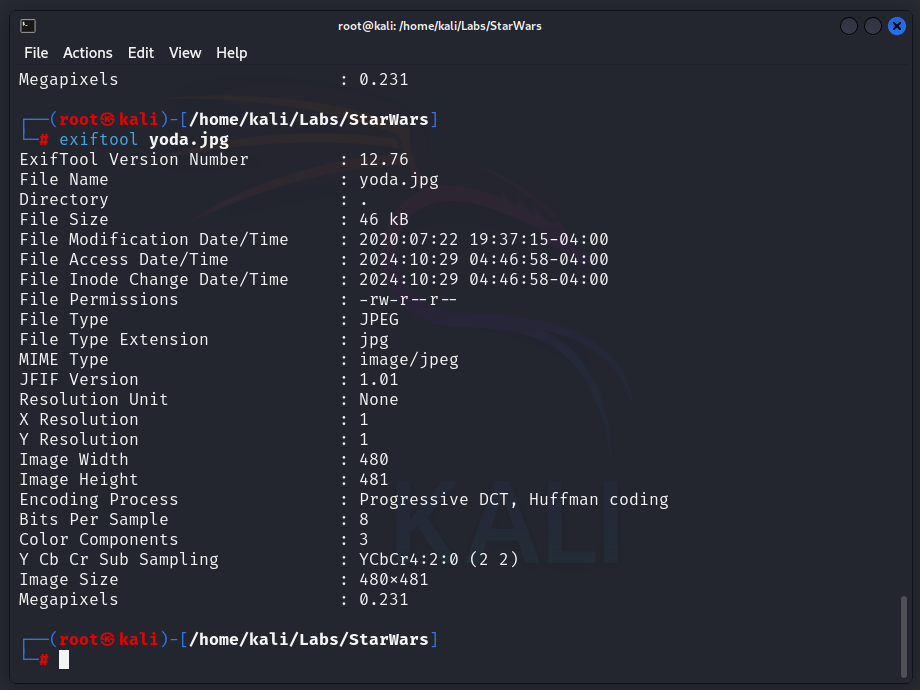 root@kali: /home/kali/Labs/StarWars
File Actions Edit View Help
Megapixels : 0.231
┌──(root㉿kali)-[/home/kali/Labs/StarWars]
└─# exiftool yoda.jpg
ExifTool Version Number : 12.76
File Name : yoda.jpg
Directory : .
File Size : 46 kB
File Modification Date/Time : 2020:07:22 19:37:15-04:00
File Access Date/Time : 2024:10:29 04:46:58-04:00
File Inode Change Date/Time : 2024:10:29 04:46:58-04:00
File Permissions : -rw-r--r--
File Type : JPEG
File Type Extension : jpg
MIME Type : image/jpeg
JFIF Version : 1.01
Resolution Unit : None
X Resolution : 1
Y Resolution : 1
Image Width : 480
Image Height : 481
Encoding Process : Progressive DCT, Huffman coding
Bits Per Sample : 8
Color Components : 3
Y Cb Cr Sub Sampling : YCbCr4:2:0 (2 2)
Image Size : 480×481
Megapixels : 0.231
KALI
┌──(root㉿kali)-[/home/kali/Labs/StarWars]
└─#